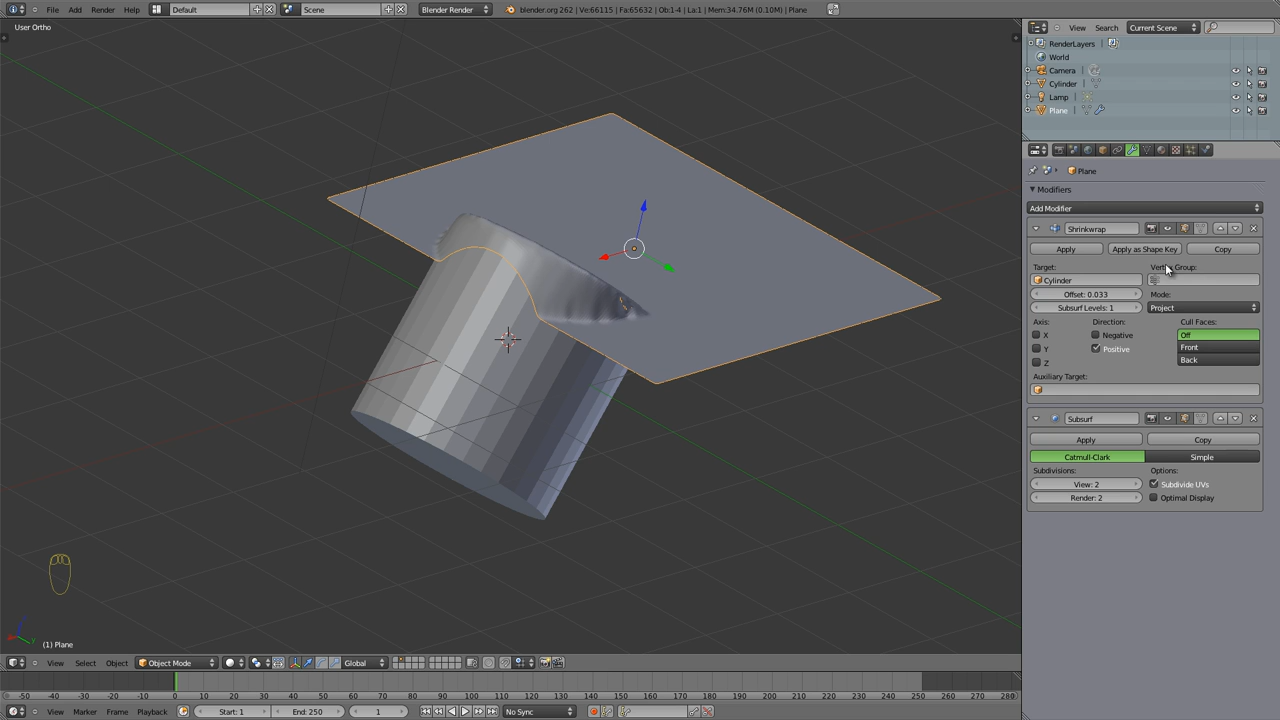 File Add Render Help Default Scene Blender Render blender.org 262 | Ve:66115 | Fa:65632 | Ob:1-4 | La:1 | Mem:34.76M (0.10M) | Plane
User Ortho
View Search Current Scene
RenderLayers |
World
Camera |
Cylinder |
Lamp |
Plane |
Plane
Modifiers
Add Modifier
Shrinkwrap
Apply Apply as Shape Key Copy
Target: Vertex Group:
Cylinder
Offset: 0.033 Mode:
Subsurf Levels: 1 Project
Axis: Direction: Cull Faces:
X Negative Off
Y Positive Front
Z Back
Auxiliary Target:
Subsurf
Apply Copy
Catmull-Clark Simple
Subdivisions: Options:
View: 2 Subdivide UVs
Render: 2 Optimal Display
(1) Plane
View Select Object Object Mode Global
-50 -40 -30 -20 -10 0 10 20 30 40 50 60 70 80 90 100 110 120 130 140 150 160 170 180 190 200 210 220 230 240 250 260 270 280
View Marker Frame Playback Start: 1 End: 250 1 No Sync